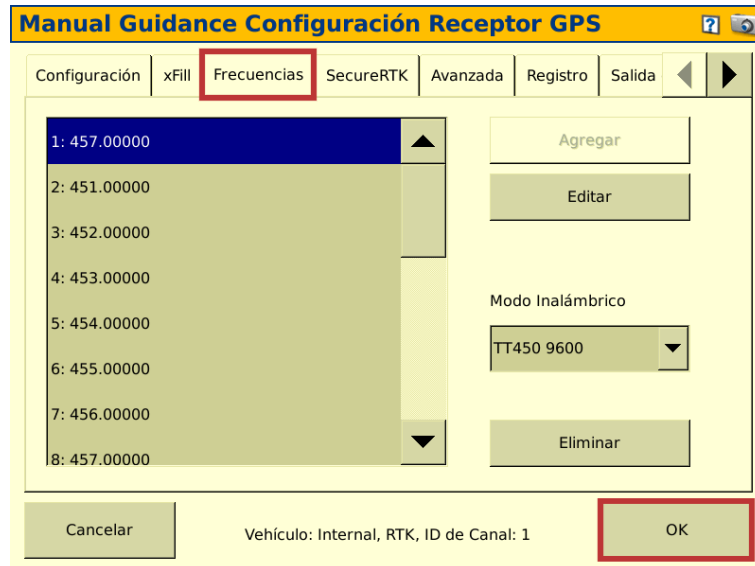 Manual Guidance Configuración Receptor GPS
Configuración xFill Frecuencias SecureRTK Avanzada Registro Salida
1: 457.00000
2: 451.00000
3: 452.00000
4: 453.00000
5: 454.00000
6: 455.00000
7: 456.00000
8: 457.00000
Agregar
Editar
Modo Inalámbrico
TT450 9600
Eliminar
Cancelar
Vehículo: Internal, RTK, ID de Canal: 1
OK